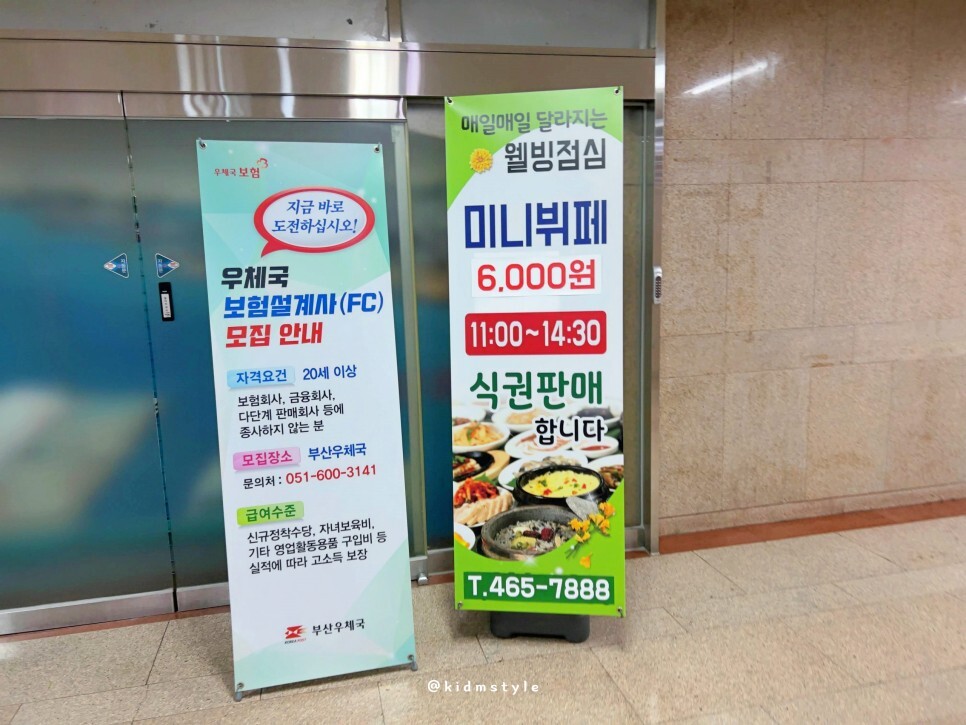 우체국 보험
지금 바로
도전하십시오!
우체국
보험설계사(FC)
모집 안내
자격요건 20세 이상
보험회사, 금융회사,
다단계 판매회사 등에
종사하지 않는 분
모집장소 부산우체국
문의처 : 051-600-3141
급여수준
신규정착수당, 자녀보육비,
기타 영업활동용품 구입비 등
실적에 따라 고소득 보장
부산우체국
매일매일 달라지는
웰빙점심
미니뷔페
6,000원
11:00~14:30
식권판매
합니다
T.465-7888
@kidmstyle